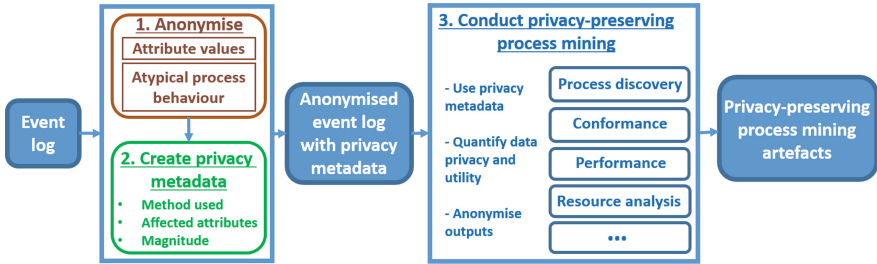 Event
log
1. Anonymise
Attribute values
Atypical process
behaviour
2. Create privacy
metadata
• Method used
• Affected attributes
• Magnitude
Anonymised
event log
with privacy
metadata
3. Conduct privacy-preserving
process mining
- Use privacy
metadata
- Quantify data
privacy and
utility
- Anonymise
outputs
Process discovery
Conformance
Performance
Resource analysis
...
Privacy-preserving
process mining
artefacts